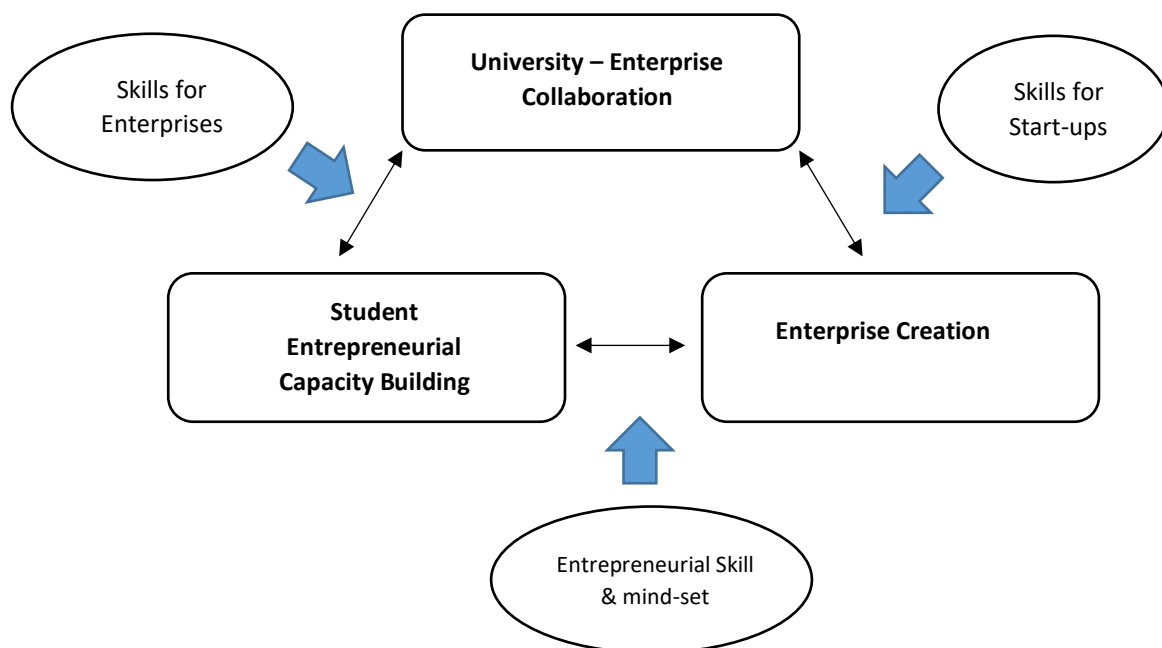 University – Enterprise
Collaboration
Skills for
Enterprises
Skills for
Start-ups
Student
Entrepreneurial
Capacity Building
Enterprise Creation
Entrepreneurial Skill
& mind-set